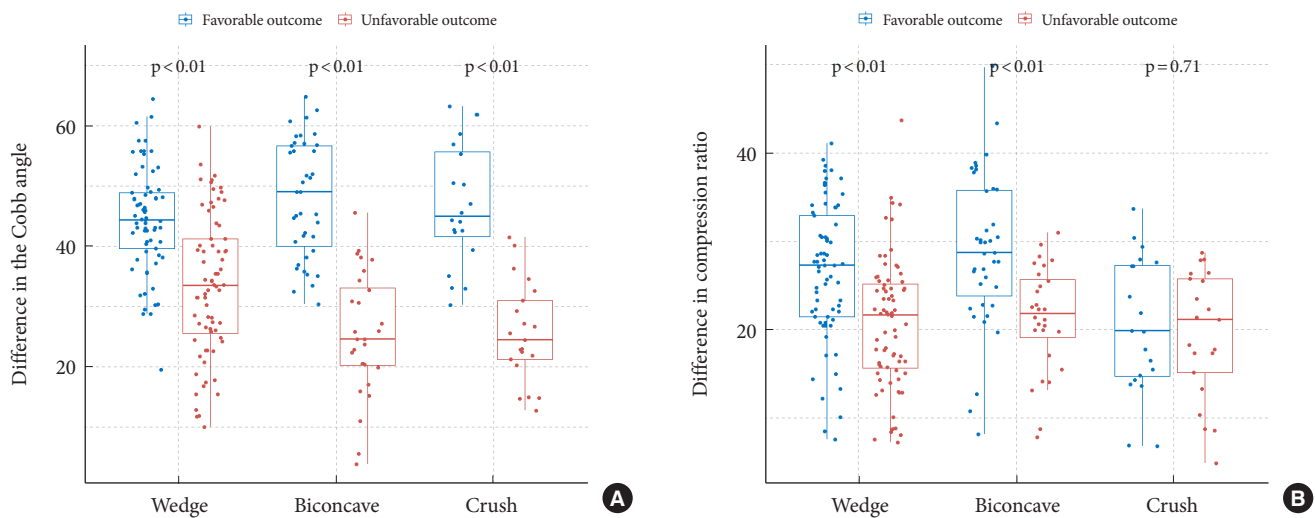 Favorable outcome Unfavorable outcome
p < 0.01 p < 0.01 p < 0.01
Difference in the Cobb angle
60
40
20
Wedge Biconcave Crush
A
Favorable outcome Unfavorable outcome
p < 0.01 p < 0.01 p = 0.71
Difference in compression ratio
40
20
Wedge Biconcave Crush
B